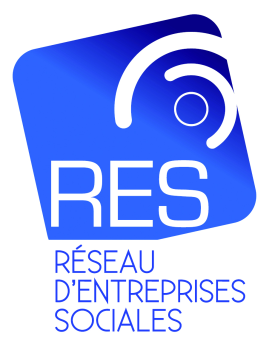 RES
RÉSEAU
D'ENTREPRISES
SOCIALES